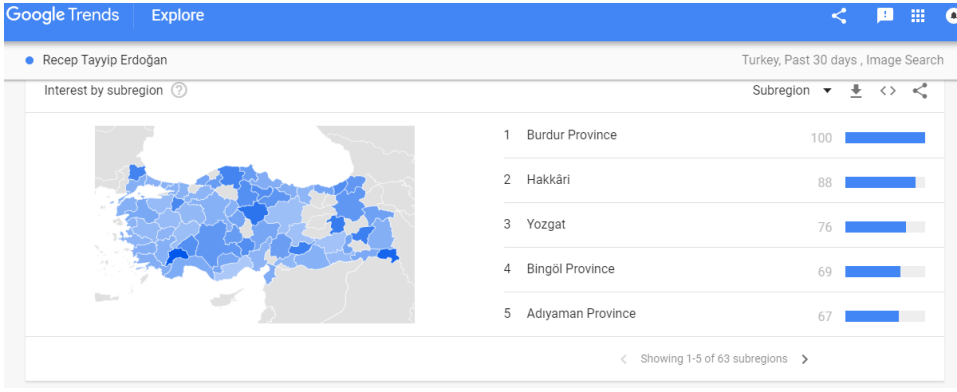 Google Trends Explore
Recep Tayyip Erdoğan Turkey, Past 30 days , Image Search
Interest by subregion ? Subregion
1 Burdur Province 100
2 Hakkâri 88
3 Yozgat 76
4 Bingöl Province 69
5 Adıyaman Province 67
Showing 1-5 of 63 subregions